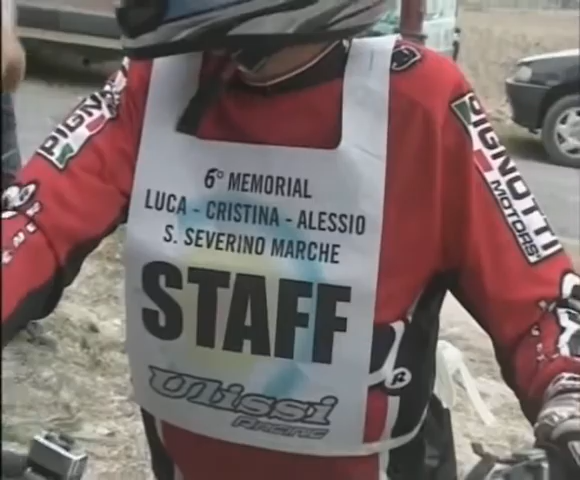 6° MEMORIAL
LUCA - CRISTINA - ALESSIO
S. SEVERINO MARCHE
STAFF
Ulissi
RACING
PIGNOTTI
MOTORS
R